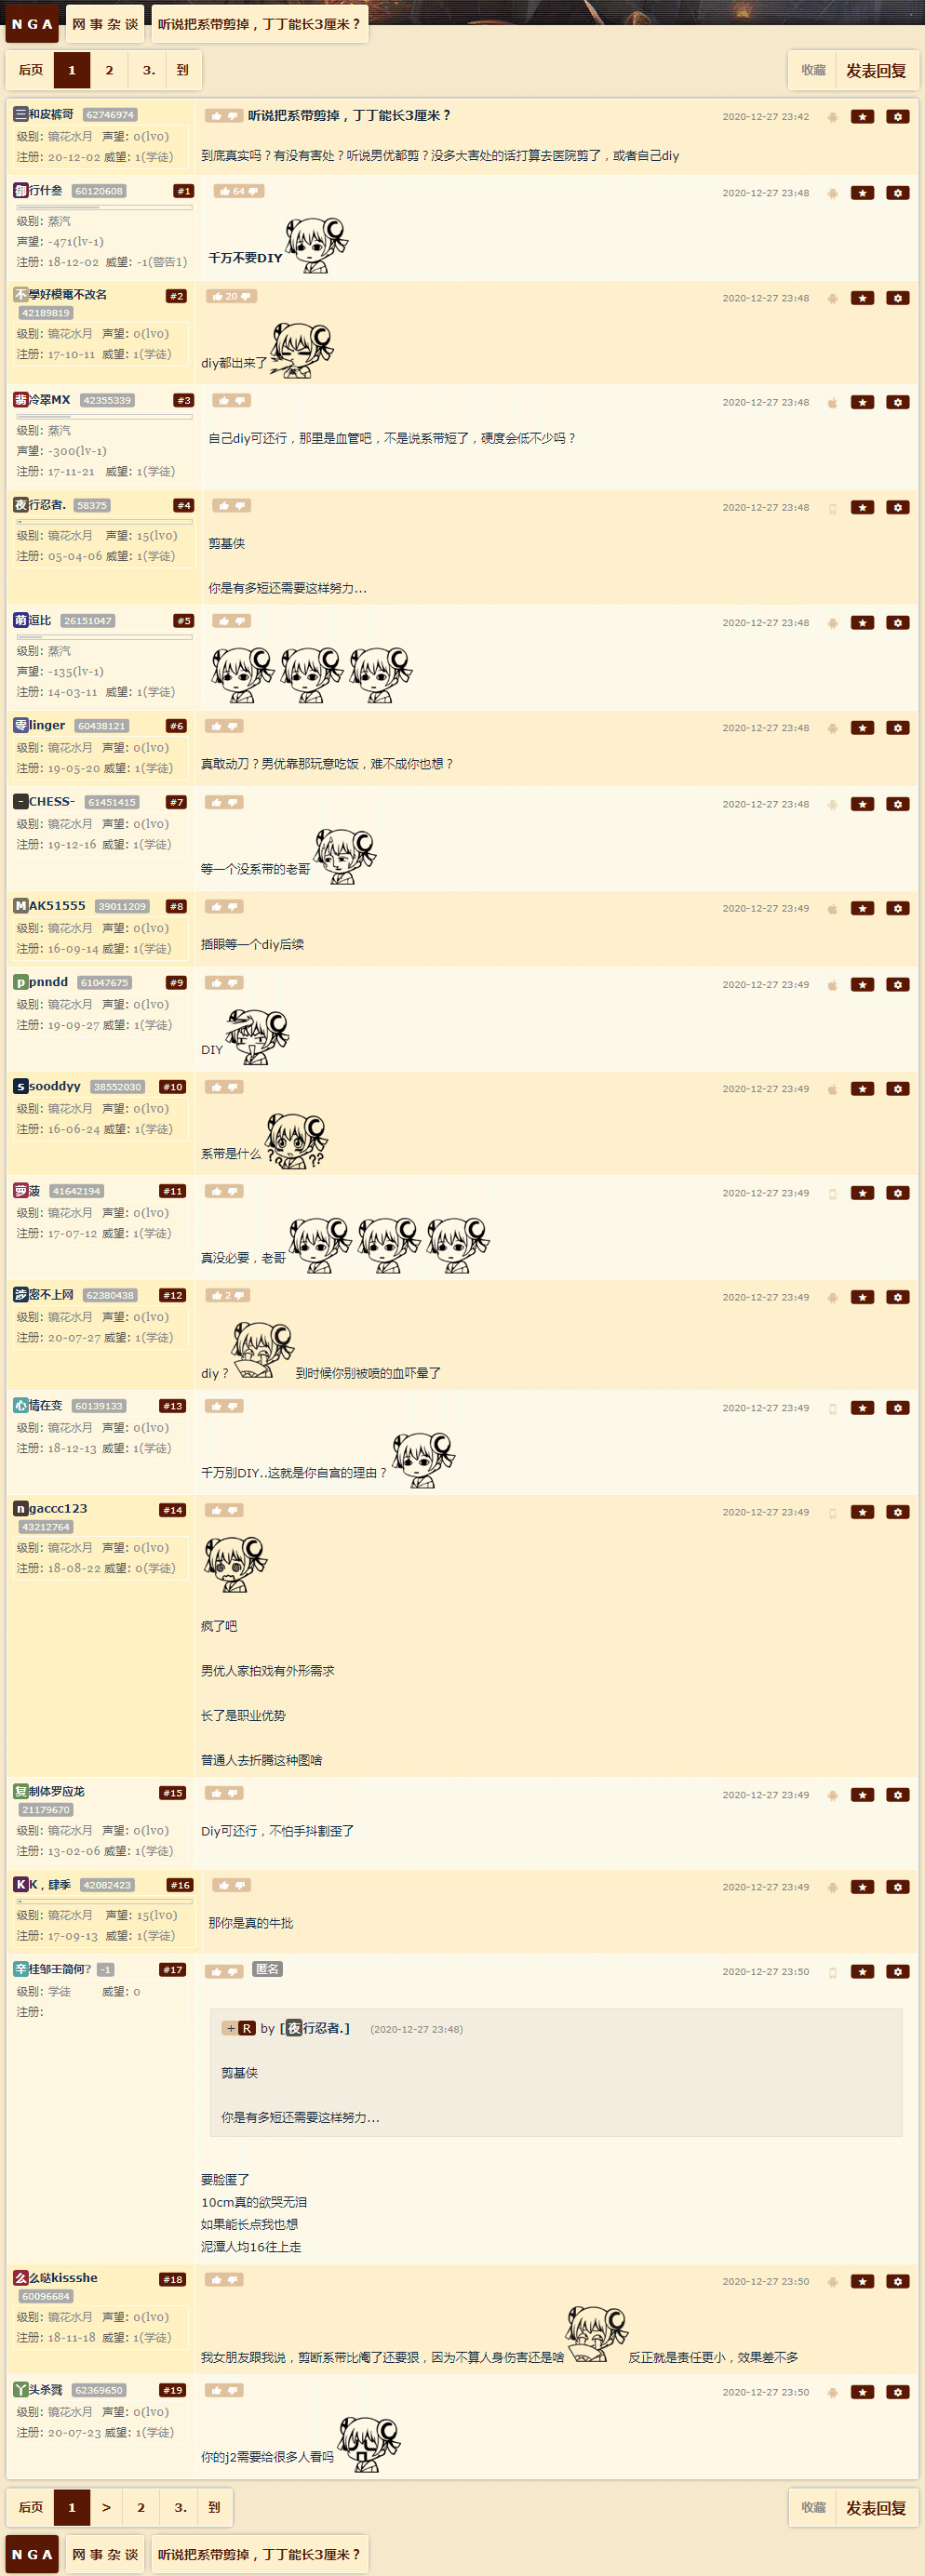 NGA 网事杂谈 听说把系带剪掉，丁丁能长3厘米？
后页 1 2 3. 到 收藏 发表回复
三和皮裤哥 62746974 听说把系带剪掉，丁丁能长3厘米？ 2020-12-27 23:42
级别: 镜花水月 声望: 0(lv0)
注册: 20-12-02 威望: 1(学徒)
到底真实吗？有没有害处？听说男优都剪？没多大害处的话打算去医院剪了，或者自己diy
御行什叁 60120608 #1 64 2020-12-27 23:48
级别: 蒸汽
声望: -471(lv-1)
注册: 18-12-02 威望: -1(警告1)
千万不要DIY
不學好模電不改名 #2 20 2020-12-27 23:48
42189819
级别: 镜花水月 声望: 0(lv0)
注册: 17-10-11 威望: 1(学徒)
diy都出来了
翡冷翠MX 42355339 #3 2020-12-27 23:48
级别: 蒸汽
声望: -300(lv-1)
注册: 17-11-21 威望: 1(学徒)
自己diy可还行，那里是血管吧，不是说系带短了，硬度会低不少吗？
夜行忍者. 58375 #4 2020-12-27 23:48
级别: 镜花水月 声望: 15(lv0)
注册: 05-04-06 威望: 1(学徒)
剪基侠
你是有多短还需要这样努力...
萌逗比 26151047 #5 2020-12-27 23:48
级别: 蒸汽
声望: -135(lv-1)
注册: 14-03-11 威望: 1(学徒)
零linger 60438121 #6 2020-12-27 23:48
级别: 镜花水月 声望: 0(lv0)
注册: 19-05-20 威望: 1(学徒)
真敢动刀？男优靠那玩意吃饭，难不成你也想？
-CHESS- 61451415 #7 2020-12-27 23:48
级别: 镜花水月 声望: 0(lv0)
注册: 19-12-16 威望: 1(学徒)
等一个没系带的老哥
MAK51555 39011209 #8 2020-12-27 23:49
级别: 镜花水月 声望: 0(lv0)
注册: 16-09-14 威望: 1(学徒)
插眼等一个diy后续
ppnndd 61047675 #9 2020-12-27 23:49
级别: 镜花水月 声望: 0(lv0)
注册: 19-09-27 威望: 1(学徒)
DIY
ssooddyy 38552030 #10 2020-12-27 23:49
级别: 镜花水月 声望: 0(lv0)
注册: 16-06-24 威望: 1(学徒)
系带是什么
萝菠 41642194 #11 2020-12-27 23:49
级别: 镜花水月 声望: 0(lv0)
注册: 17-07-12 威望: 1(学徒)
真没必要，老哥
涉密不上网 62380438 #12 2 2020-12-27 23:49
级别: 镜花水月 声望: 0(lv0)
注册: 20-07-27 威望: 1(学徒)
diy？ 到时候你别被喷的血吓晕了
心情在变 60139133 #13 2020-12-27 23:49
级别: 镜花水月 声望: 0(lv0)
注册: 18-12-13 威望: 1(学徒)
千万别DIY..这就是你自宫的理由？
ngaccc123 #14 2020-12-27 23:49
43212764
级别: 镜花水月 声望: 0(lv0)
注册: 18-08-22 威望: 0(学徒)
疯了吧
男优人家拍戏有外形需求
长了是职业优势
普通人去折腾这种图啥
复制体罗应龙 #15 2020-12-27 23:49
21179670
级别: 镜花水月 声望: 0(lv0)
注册: 13-02-06 威望: 1(学徒)
Diy可还行，不怕手抖割歪了
KK，肆季 42082423 #16 2020-12-27 23:49
级别: 镜花水月 声望: 15(lv0)
注册: 17-09-13 威望: 1(学徒)
那你是真的牛批
辛桂邹壬简何? -1 #17 匿名 2020-12-27 23:50
级别: 学徒 威望: 0
注册:
+ R by [夜行忍者.] (2020-12-27 23:48)
剪基侠
你是有多短还需要这样努力...
要脸匿了
10cm真的欲哭无泪
如果能长点我也想
泥潭人均16往上走
么么哒kissshe #18 2020-12-27 23:50
60096684
级别: 镜花水月 声望: 0(lv0)
注册: 18-11-18 威望: 1(学徒)
我女朋友跟我说，剪断系带比阉了还要狠，因为不算人身伤害还是啥 反正就是责任更小，效果差不多
丫头杀戮 62369650 #19 2020-12-27 23:50
级别: 镜花水月 声望: 0(lv0)
注册: 20-07-23 威望: 1(学徒)
你的j2需要给很多人看吗
后页 1 > 2 3. 到 收藏 发表回复
NGA 网事杂谈 听说把系带剪掉，丁丁能长3厘米？